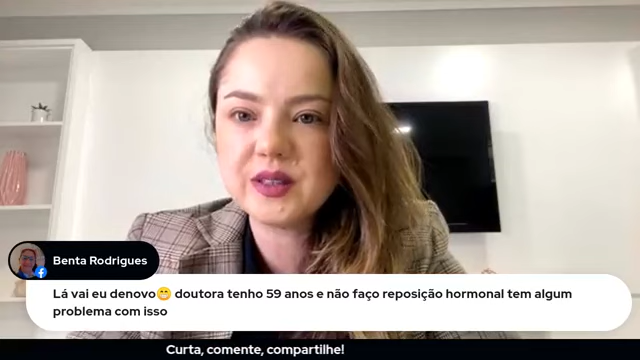 Benta Rodrigues
Lá vai eu denovo😁 doutora tenho 59 anos e não faço reposição hormonal tem algum
problema com isso
Curta, comente, compartilhe!